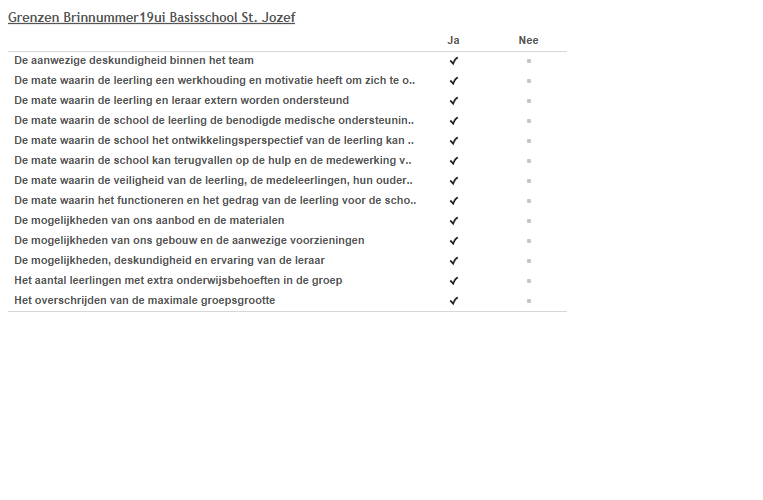 Grenzen Brinnummer19ui Basisschool St. Jozef
Ja Nee
De aanwezige deskundigheid binnen het team
De mate waarin de leerling een werkhouding en motivatie heeft om zich te o..
De mate waarin de leerling en leraar extern worden ondersteund
De mate waarin de school de leerling de benodigde medische ondersteunin..
De mate waarin de school het ontwikkelingsperspectief van de leerling kan ..
De mate waarin de school kan terugvallen op de hulp en de medewerking v..
De mate waarin de veiligheid van de leerling, de medeleerlingen, hun ouder..
De mate waarin het functioneren en het gedrag van de leerling voor de scho..
De mogelijkheden van ons aanbod en de materialen
De mogelijkheden van ons gebouw en de aanwezige voorzieningen
De mogelijkheden, deskundigheid en ervaring van de leraar
Het aantal leerlingen met extra onderwijsbehoeften in de groep
Het overschrijden van de maximale groepsgrootte